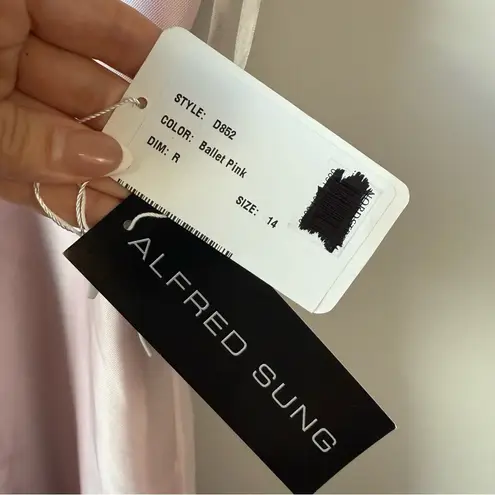 STYLE: D852
COLOR: Ballet Pink
DIM: R
SIZE: 14
ALFRED SUNG